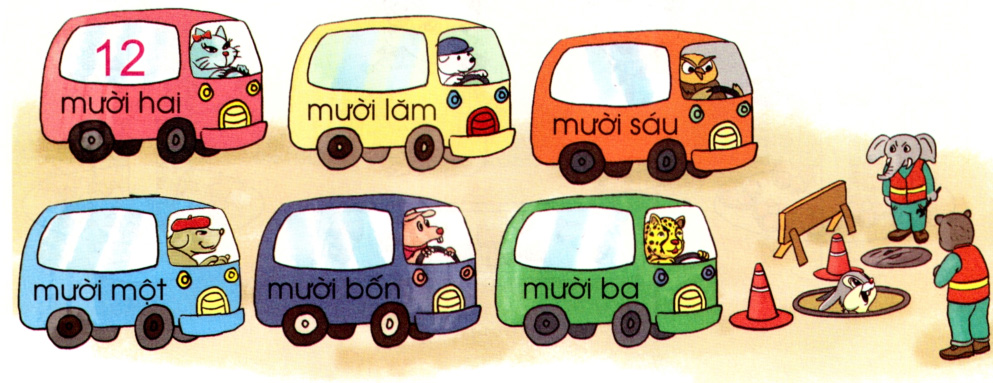 12
mười hai
mười lăm
mười sáu
mười một
mười bốn
mười ba